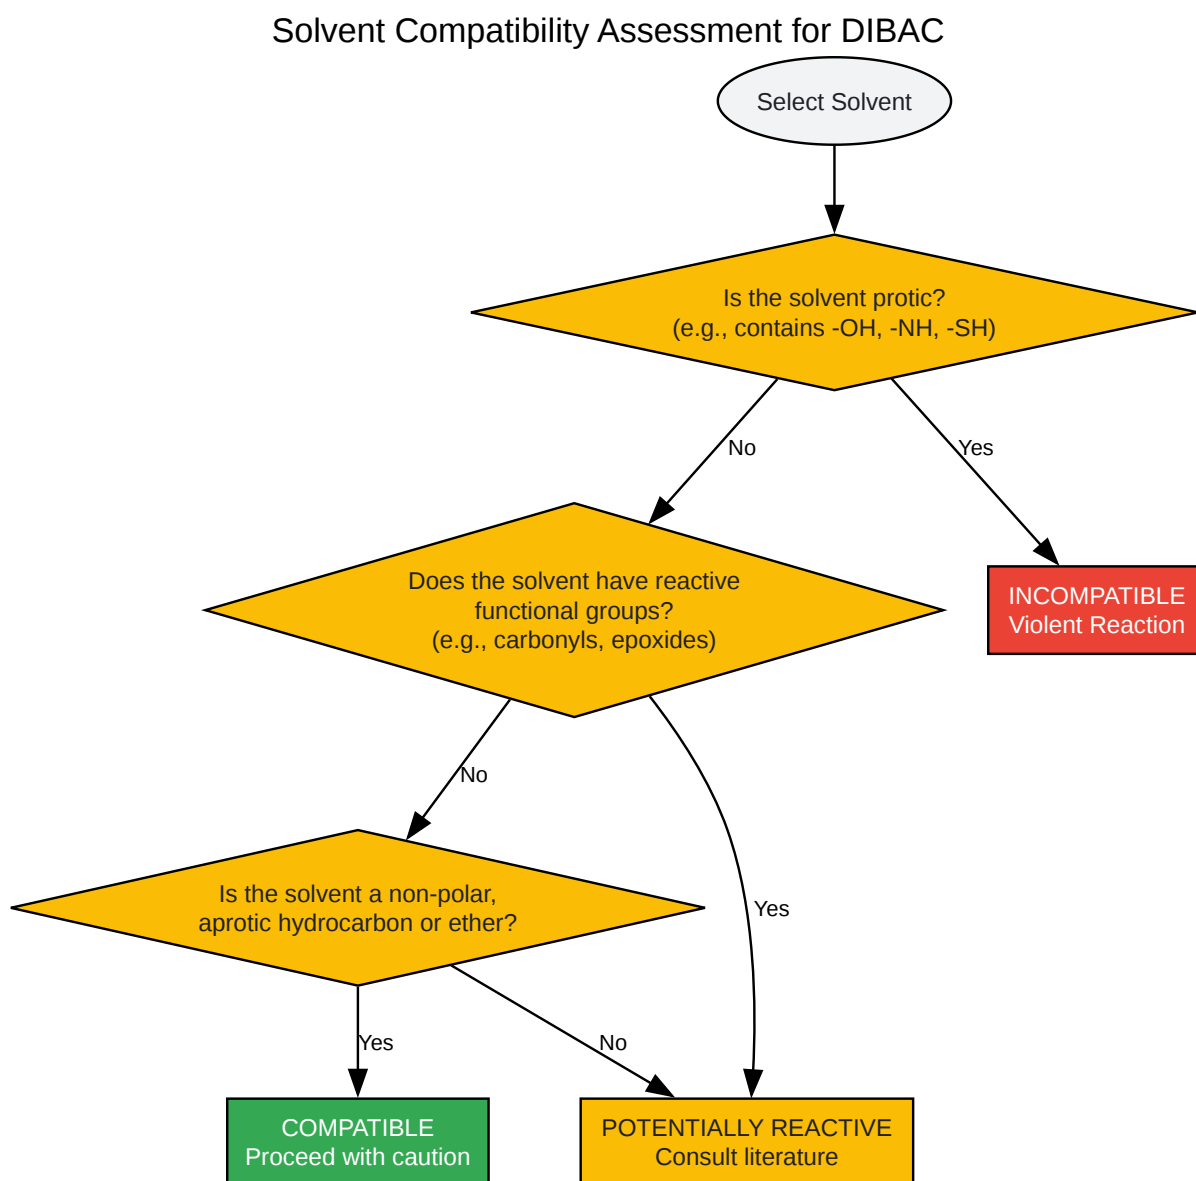 Solvent Compatibility Assessment for DIBAC
Select Solvent
Is the solvent protic?
(e.g., contains -OH, -NH, -SH)
No
Yes
Does the solvent have reactive
functional groups?
(e.g., carbonyls, epoxides)
INCOMPATIBLE
Violent Reaction
No
Yes
Is the solvent a non-polar,
aprotic hydrocarbon or ether?
Yes
No
COMPATIBLE
Proceed with caution
POTENTIALLY REACTIVE
Consult literature